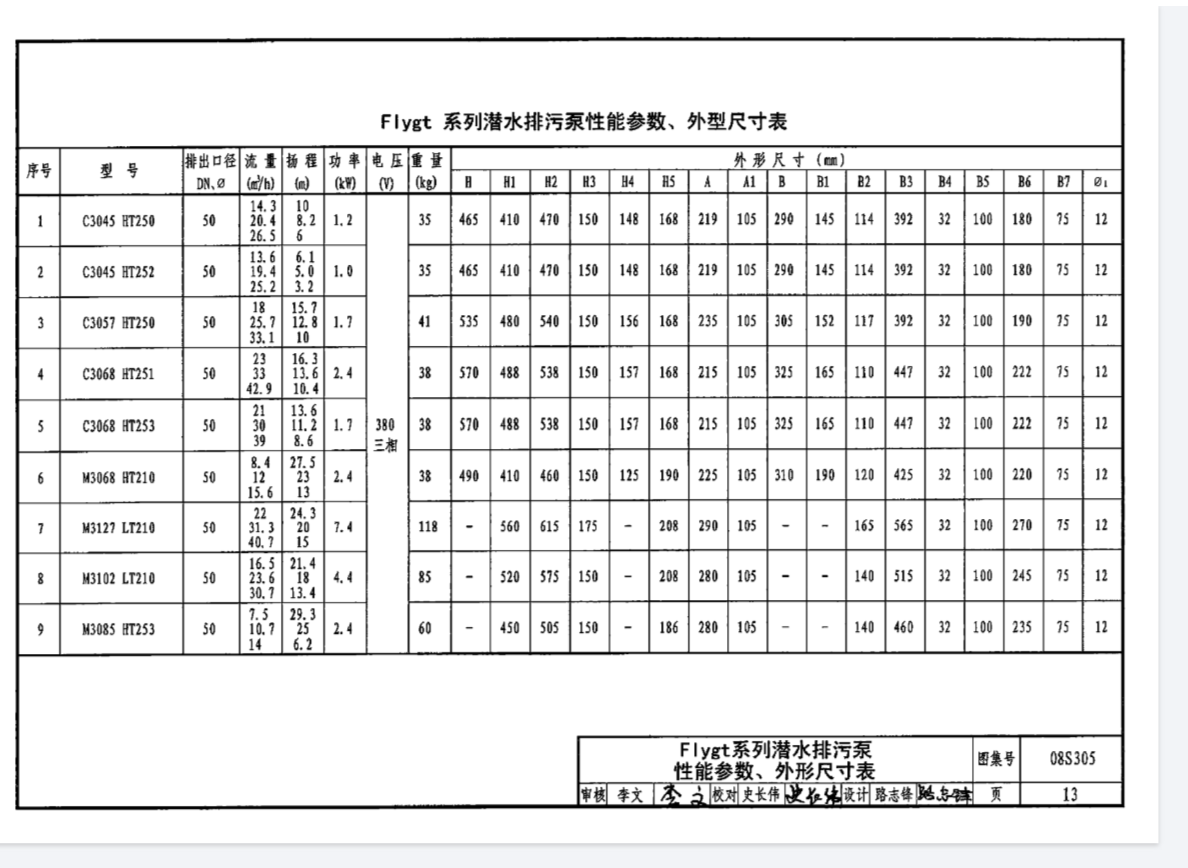 Flygt 系列潜水排污泵性能参数、外型尺寸表
序号 型 号 排出口径 DN、Ø 流 量 (m³/h) 扬 程 (m) 功 率 (kW) 电 压 (V) 重 量 (kg) 外 形 尺 寸 (mm)
H H1 H2 H3 H4 H5 A A1 B B1 B2 B3 B4 B5 B6 B7 Ø₁
1 C3045 HT250 50 14.3 20.4 26.5 10 8.2 6 1.2 35 465 410 470 150 148 168 219 105 290 145 114 392 32 100 180 75 12
2 C3045 HT252 50 13.6 19.4 25.2 6.1 5.0 3.2 1.0 35 465 410 470 150 148 168 219 105 290 145 114 392 32 100 180 75 12
3 C3057 HT250 50 18 25.7 33.1 15.7 12.8 10 1.7 41 535 480 540 150 156 168 235 105 305 152 117 392 32 100 190 75 12
4 C3068 HT251 50 23 33 42.9 16.3 13.6 10.4 2.4 38 570 488 538 150 157 168 215 105 325 165 110 447 32 100 222 75 12
5 C3068 HT253 50 21 30 39 13.6 11.2 8.6 1.7 380 三相 38 570 488 538 150 157 168 215 105 325 165 110 447 32 100 222 75 12
6 M3068 HT210 50 8.4 12 15.6 27.5 23 13 2.4 38 490 410 460 150 125 190 225 105 310 190 120 425 32 100 220 75 12
7 M3127 LT210 50 22 31.3 40.7 24.3 20 15 7.4 118 - 560 615 175 - 208 290 105 - - 165 565 32 100 270 75 12
8 M3102 LT210 50 16.5 23.6 30.7 21.4 18 13.4 4.4 85 - 520 575 150 - 208 280 105 - - 140 515 32 100 245 75 12
9 M3085 HT253 50 7.5 10.7 14 29.3 25 6.2 2.4 60 - 450 505 150 - 186 280 105 - - 140 460 32 100 235 75 12
Flygt系列潜水排污泵
性能参数、外形尺寸表
图集号 08S305
审核 李文 李文 校对 史长伟 史长伟 设计 路志锋 路志锋 页 13